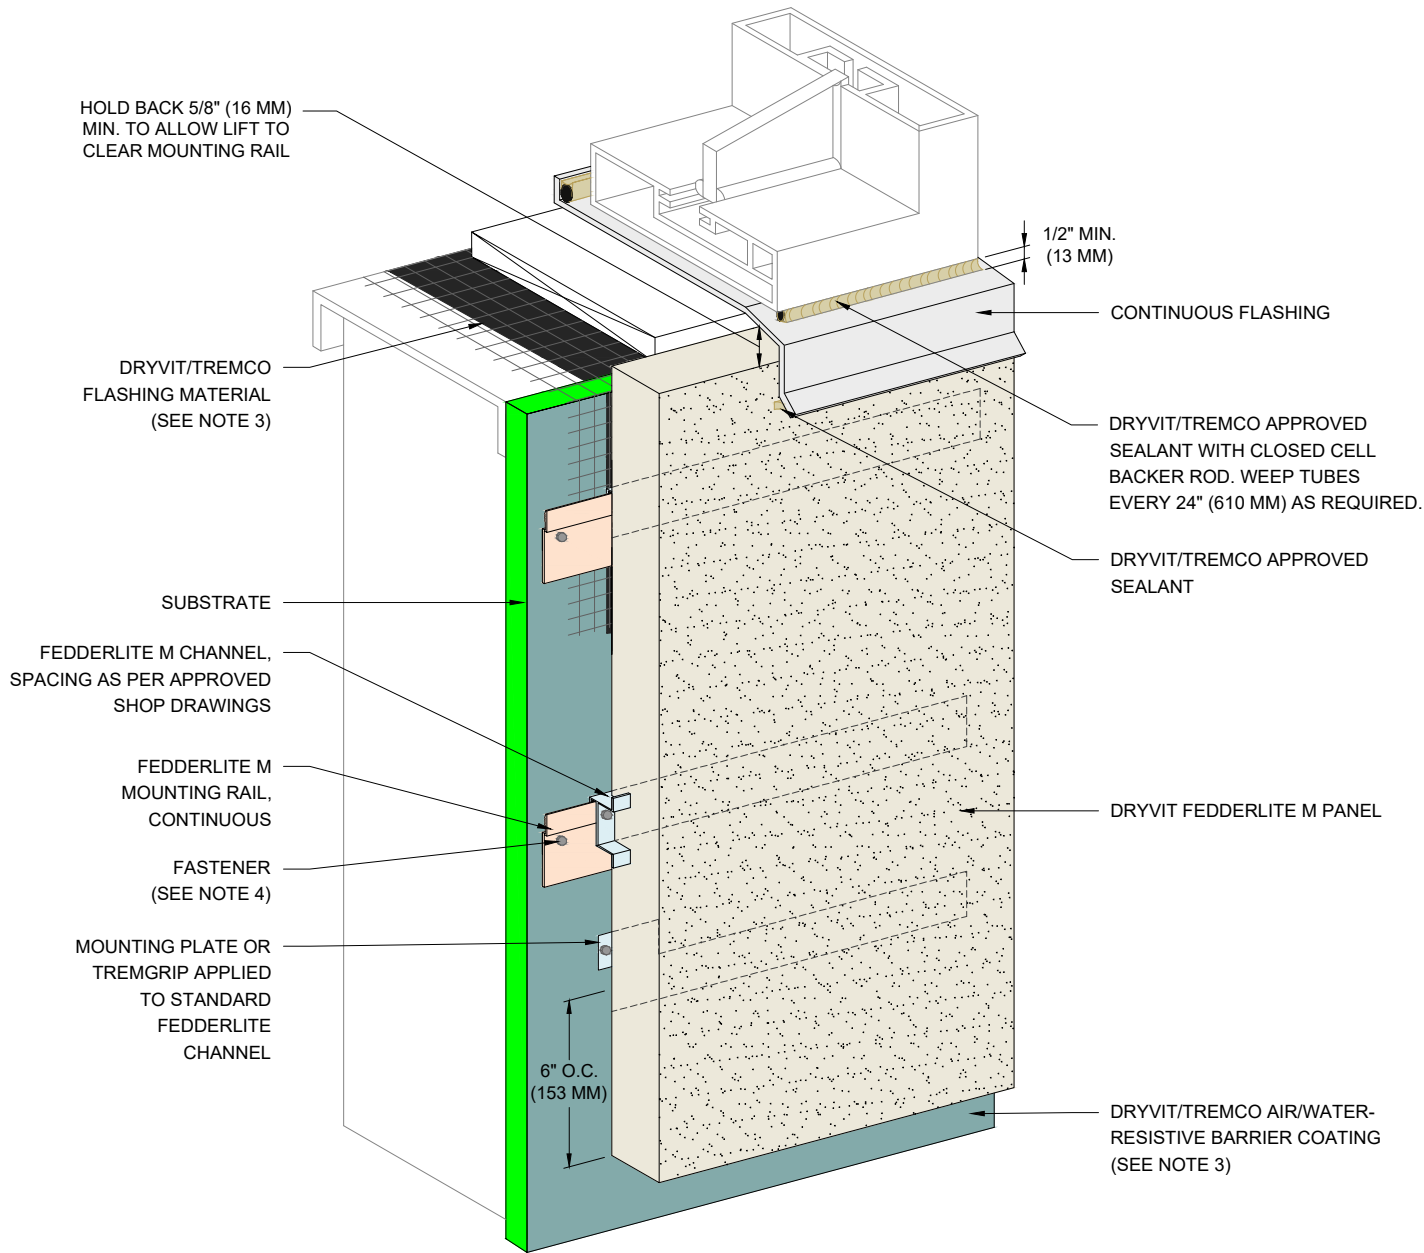 HOLD BACK 5/8" (16 MM)
MIN. TO ALLOW LIFT TO
CLEAR MOUNTING RAIL
1/2" MIN.
(13 MM)
CONTINUOUS FLASHING
DRYVIT/TREMCO
FLASHING MATERIAL
(SEE NOTE 3)
DRYVIT/TREMCO APPROVED
SEALANT WITH CLOSED CELL
BACKER ROD. WEEP TUBES
EVERY 24" (610 MM) AS REQUIRED.
DRYVIT/TREMCO APPROVED
SEALANT
SUBSTRATE
FEDDERLITE M CHANNEL,
SPACING AS PER APPROVED
SHOP DRAWINGS
FEDDERLITE M
MOUNTING RAIL,
CONTINUOUS
DRYVIT FEDDERLITE M PANEL
FASTENER
(SEE NOTE 4)
MOUNTING PLATE OR
TREMGRIP APPLIED
TO STANDARD
FEDDERLITE
CHANNEL
6" O.C.
(153 MM)
DRYVIT/TREMCO AIR/WATER-
RESISTIVE BARRIER COATING
(SEE NOTE 3)